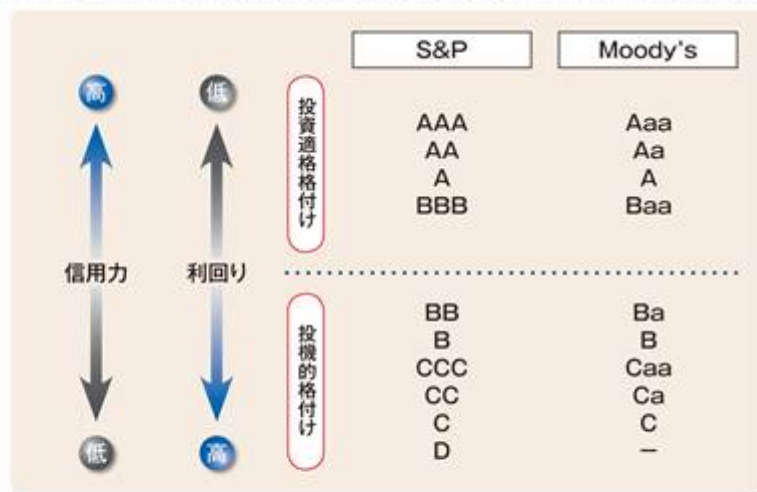 S&P Moody's
高 低
投資適格格付け
AAA Aaa
AA Aa
A A
BBB Baa
信用力 利回り
投機的格付け
BB Ba
B B
CCC Caa
CC Ca
C C
D –
低 高